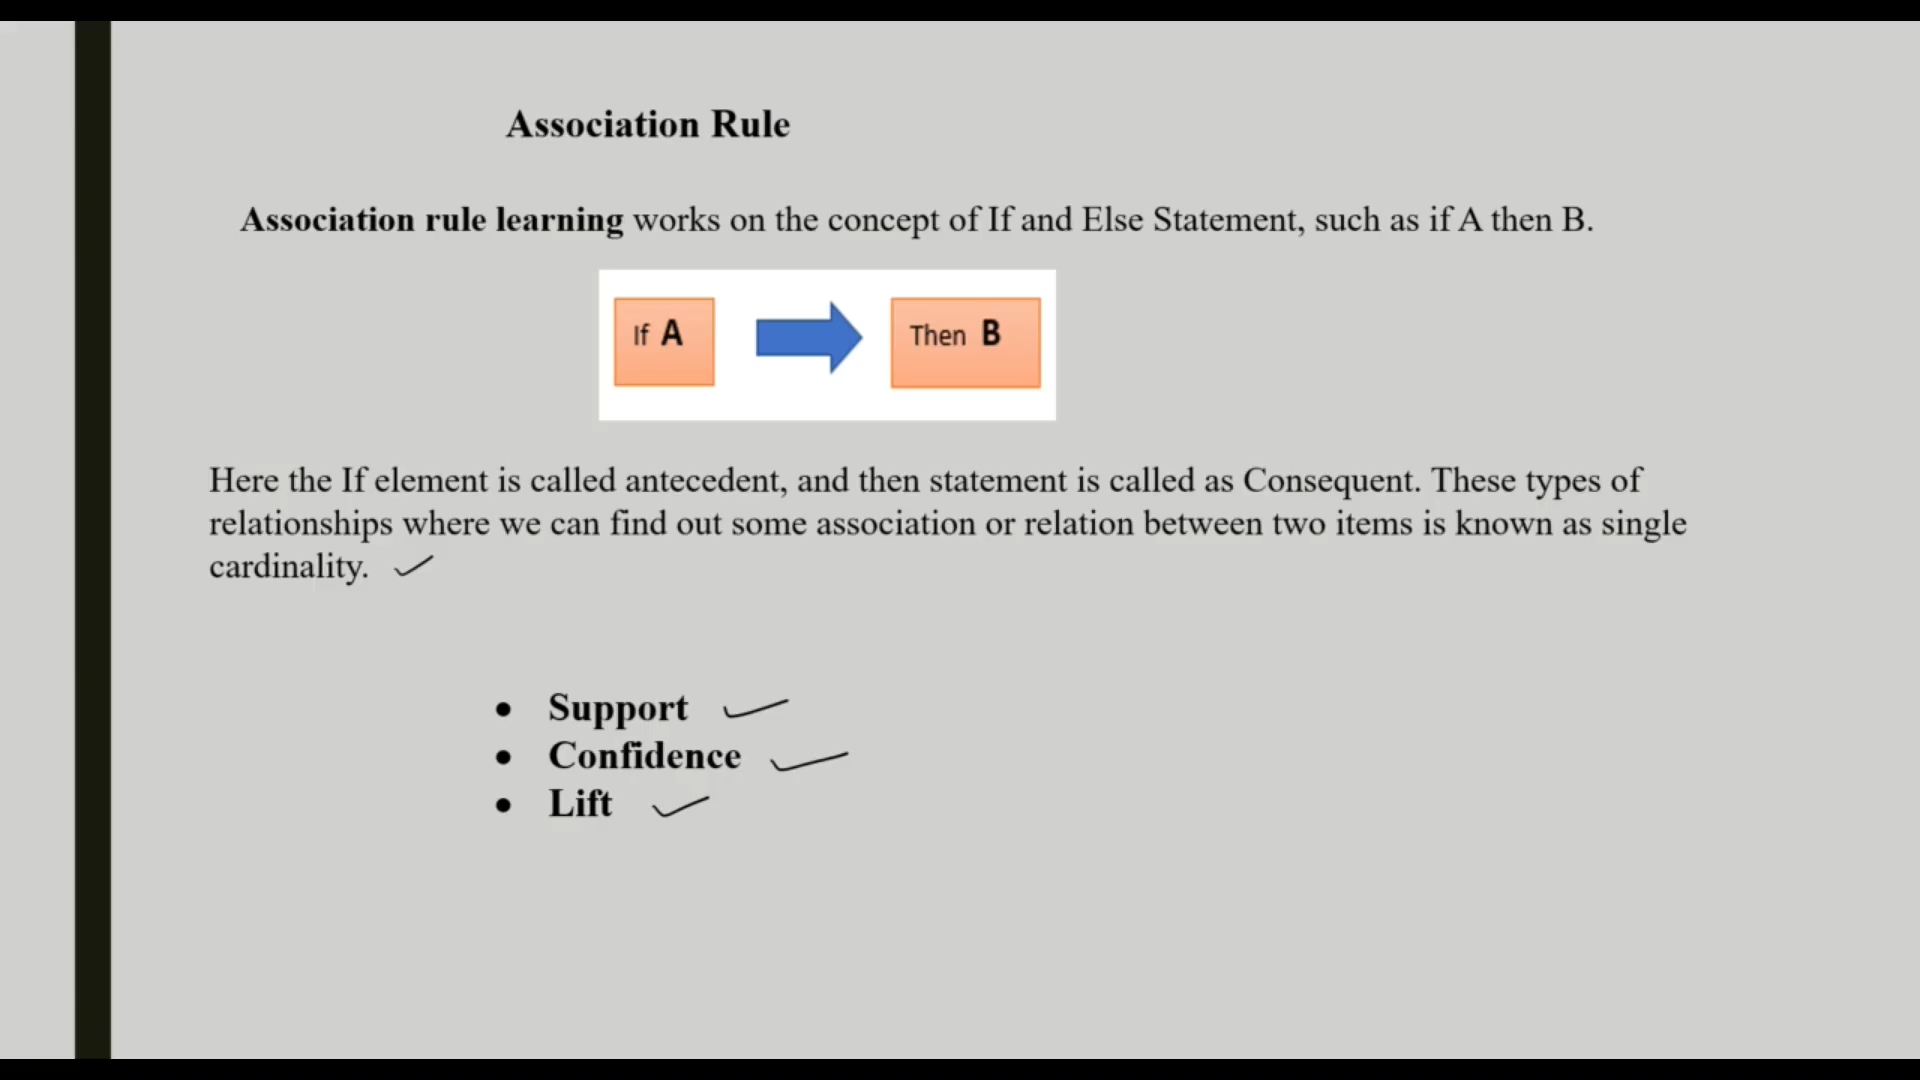 Association Rule
Association rule learning works on the concept of If and Else Statement, such as if A then B.
If A
Then B
Here the If element is called antecedent, and then statement is called as Consequent. These types of
relationships where we can find out some association or relation between two items is known as single
cardinality.
• Support
• Confidence
• Lift